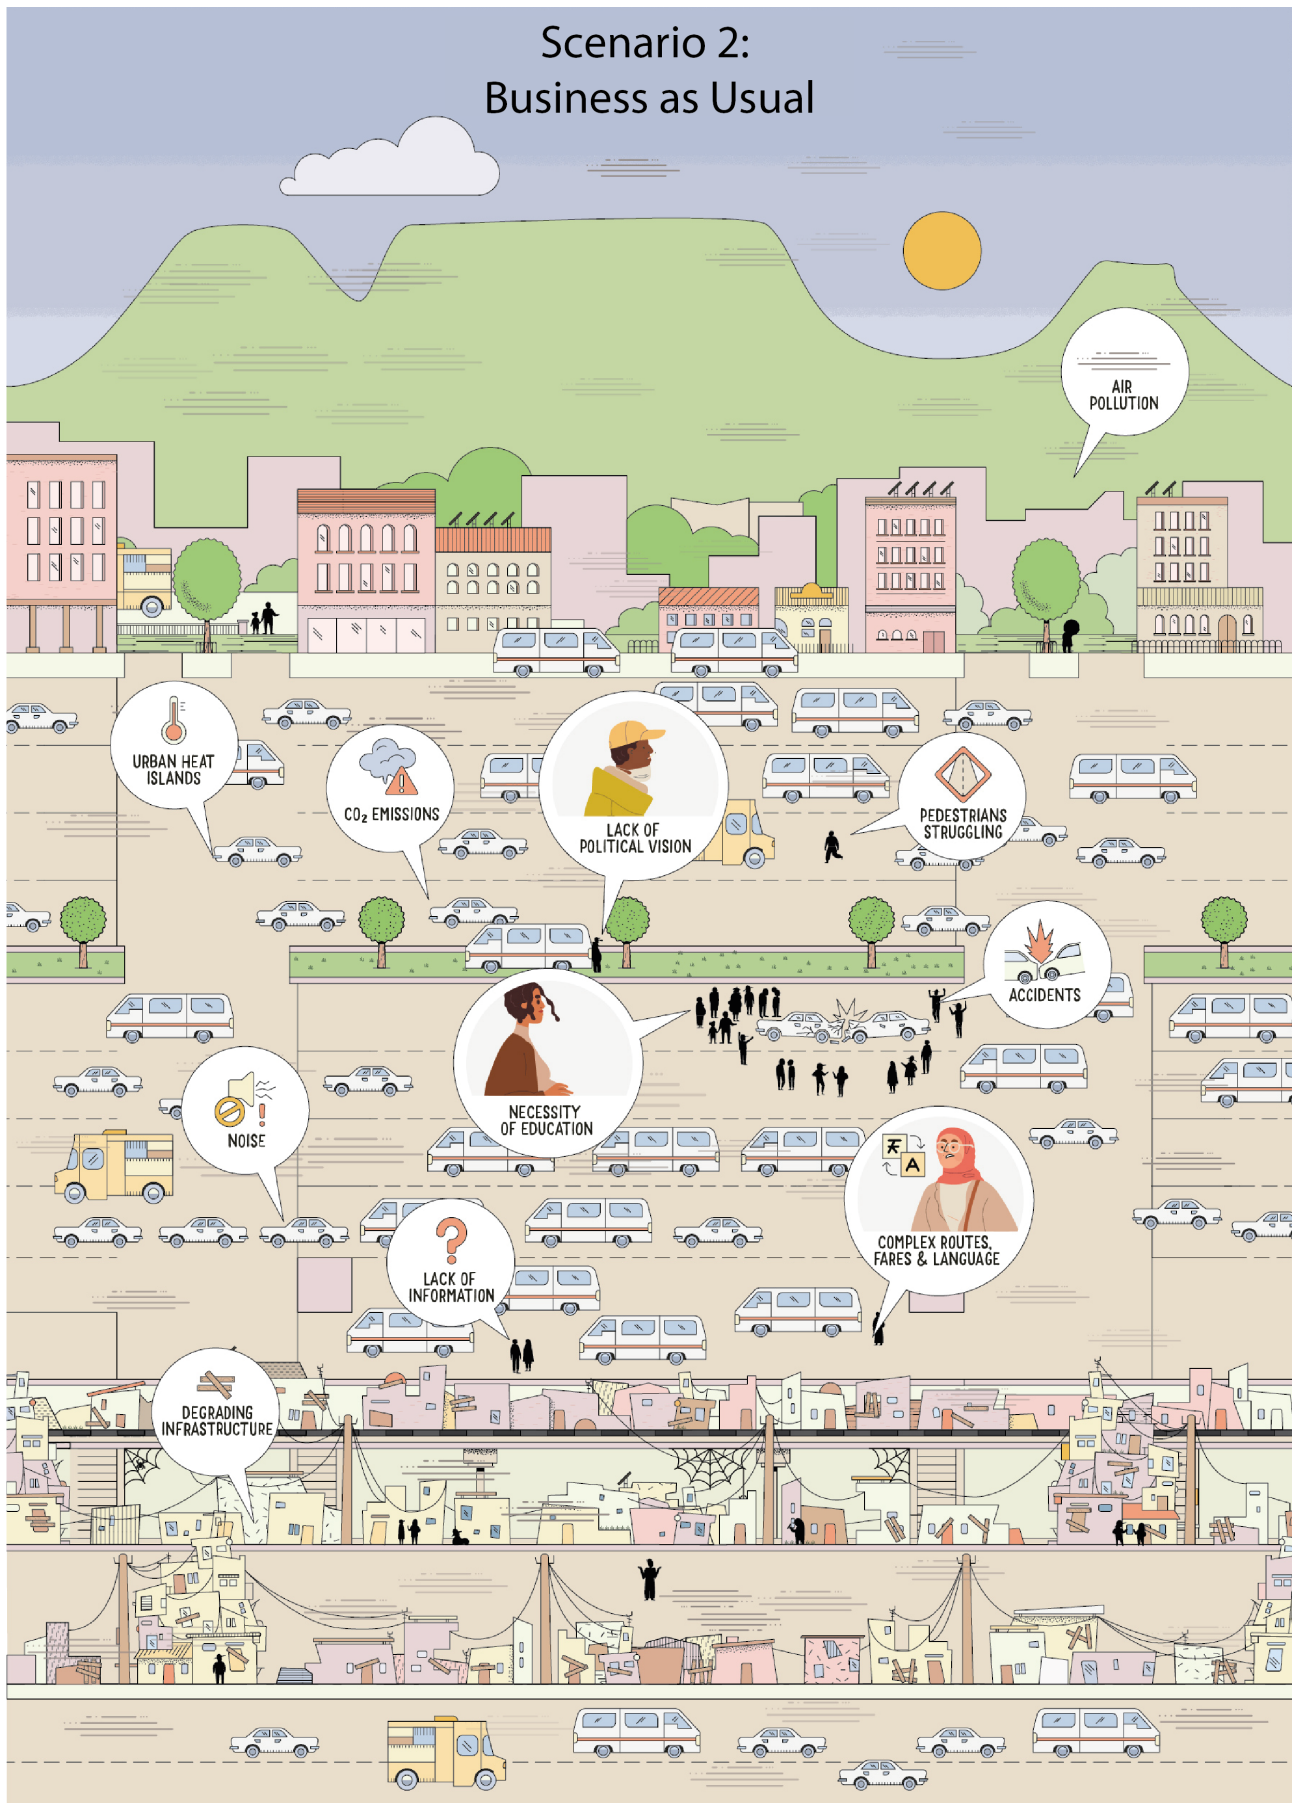 Scenario 2:
Business as Usual
AIR
POLLUTION
URBAN HEAT
ISLANDS
CO₂ EMISSIONS
LACK OF
POLITICAL VISION
PEDESTRIANS
STRUGGLING
ACCIDENTS
NECESSITY
OF EDUCATION
NOISE
A
COMPLEX ROUTES,
FARES & LANGUAGE
?
LACK OF
INFORMATION
DEGRADING
INFRASTRUCTURE